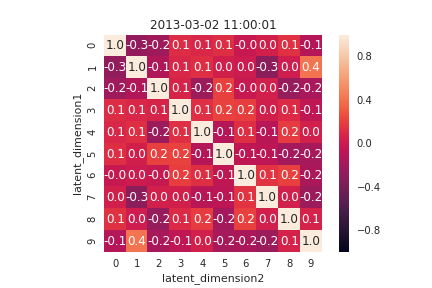 2013-03-02 11:00:01
latent_dimension1
0 1.0 -0.3 -0.2 0.1 0.1 0.1 -0.0 0.0 0.1 -0.1
1 -0.3 1.0 -0.1 0.1 0.1 0.0 0.0 -0.3 0.0 0.4
2 -0.2 -0.1 1.0 0.1 -0.2 0.2 -0.0 0.0 -0.2 -0.2
3 0.1 0.1 0.1 1.0 0.1 0.2 0.2 0.0 0.1 -0.1
4 0.1 0.1 -0.2 0.1 1.0 -0.1 0.1 -0.1 0.2 0.0
5 0.1 0.0 0.2 0.2 -0.1 1.0 -0.1 -0.1 -0.2 -0.2
6 -0.0 0.0 -0.0 0.2 0.1 -0.1 1.0 0.1 0.2 -0.2
7 0.0 -0.3 0.0 0.0 -0.1 -0.1 0.1 1.0 0.0 -0.2
8 0.1 0.0 -0.2 0.1 0.2 -0.2 0.2 0.0 1.0 0.1
9 -0.1 0.4 -0.2 -0.1 0.0 -0.2 -0.2 -0.2 0.1 1.0
0 1 2 3 4 5 6 7 8 9
latent_dimension2
0.8
0.4
0.0
-0.4
-0.8